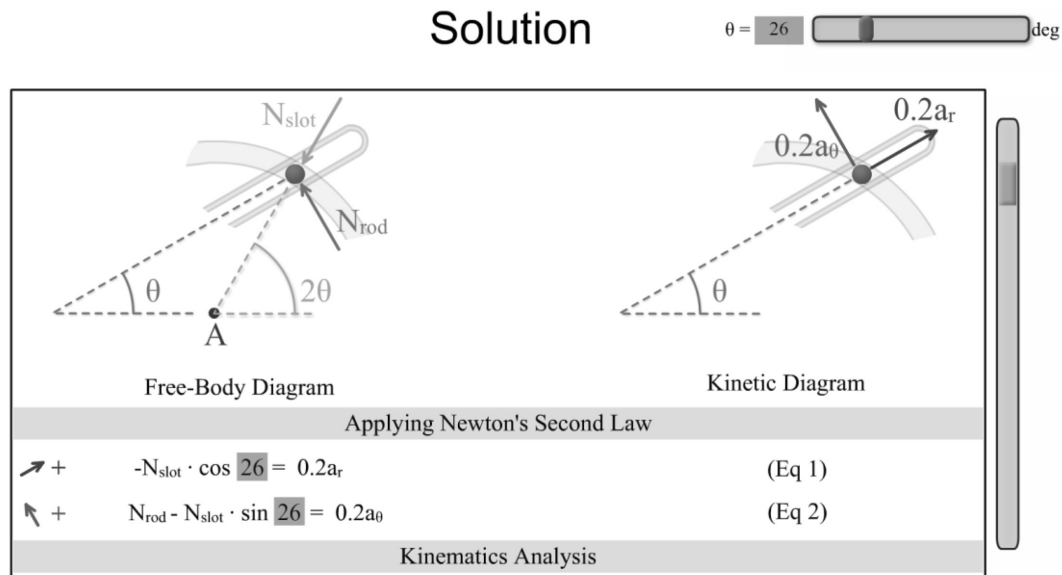 Solution
θ = 26 deg
Nslot
0.2ar
0.2aθ
Nrod
θ
2θ
θ
A
Free-Body Diagram
Kinetic Diagram
Applying Newton's Second Law
+ -Nslot · cos 26 = 0.2ar (Eq 1)
+ Nrod - Nslot · sin 26 = 0.2aθ (Eq 2)
Kinematics Analysis